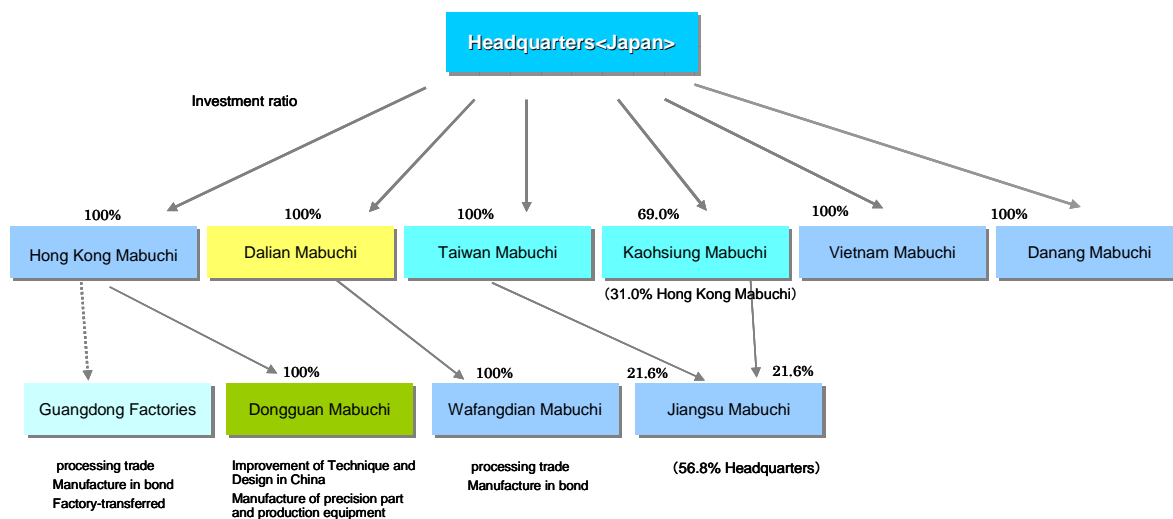 Headquarters<Japan>
Investment ratio
100%
100%
100%
69.0%
100%
100%
Hong Kong Mabuchi
Dalian Mabuchi
Taiwan Mabuchi
Kaohsiung Mabuchi
Vietnam Mabuchi
Danang Mabuchi
(31.0% Hong Kong Mabuchi)
100%
100%
21.6%
21.6%
Guangdong Factories
Dongguan Mabuchi
Wafangdian Mabuchi
Jiangsu Mabuchi
processing trade
Manufacture in bond
Factory-transferred
Improvement of Technique and
Design in China
Manufacture of precision part
and production equipment
processing trade
Manufacture in bond
(56.8% Headquarters)